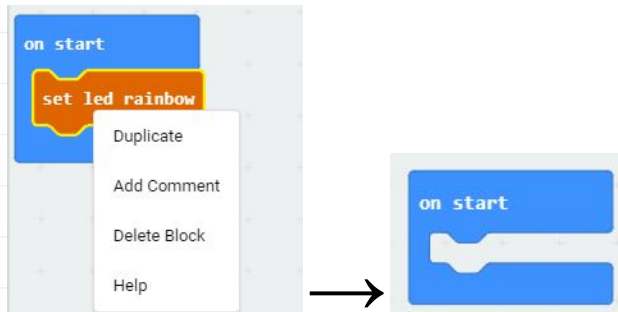 on start
set led rainbow
Duplicate
Add Comment
Delete Block
Help
on start